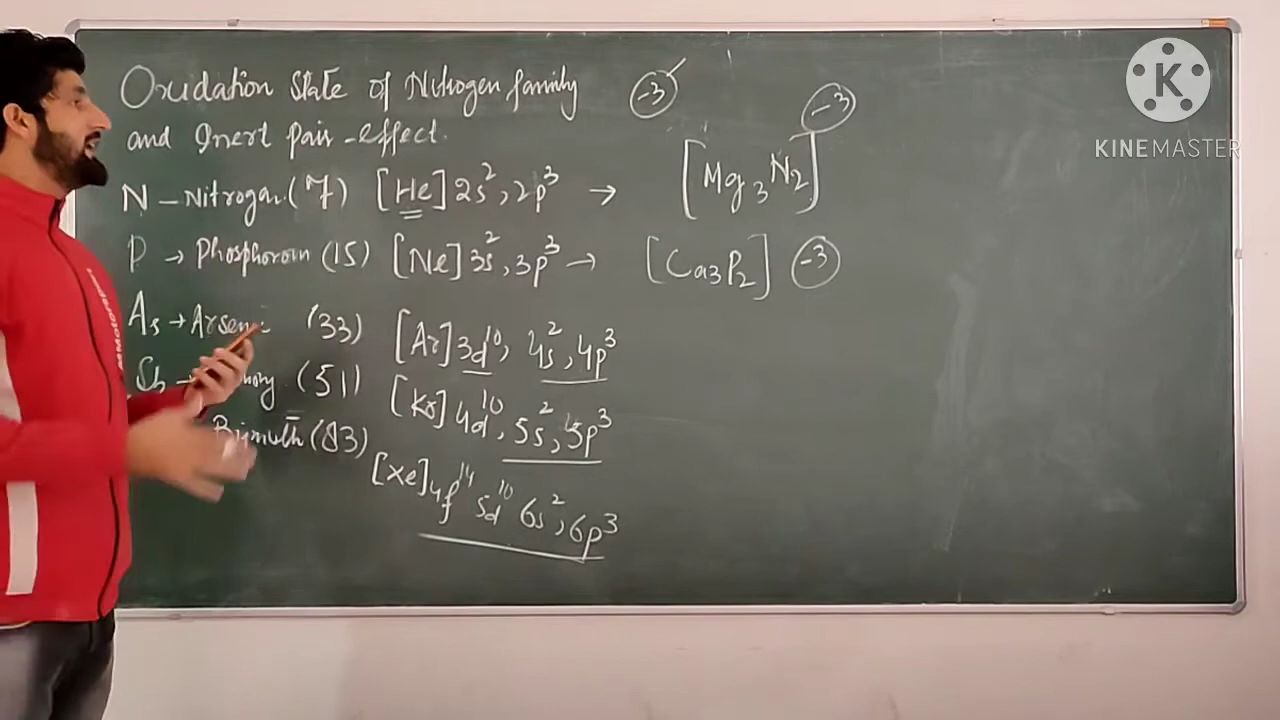 Oxidation State of Nitrogen family -3
and Inert pair-effect.
N - Nitrogen (7) [He] 2s², 2p³ → [Mg₃N₂] -3
P → Phosphorous (15) [Ne] 3s², 3p³ → [Ca₃P₂] -3
As → Arseni (33) [Ar] 3d¹⁰, 4s², 4p³
Sb (51) [Kr] 4d¹⁰, 5s², 5p³
Bismuth (83)
[Xe] 4f¹⁴ 5d¹⁰ 6s², 6p³
K
KINEMASTER